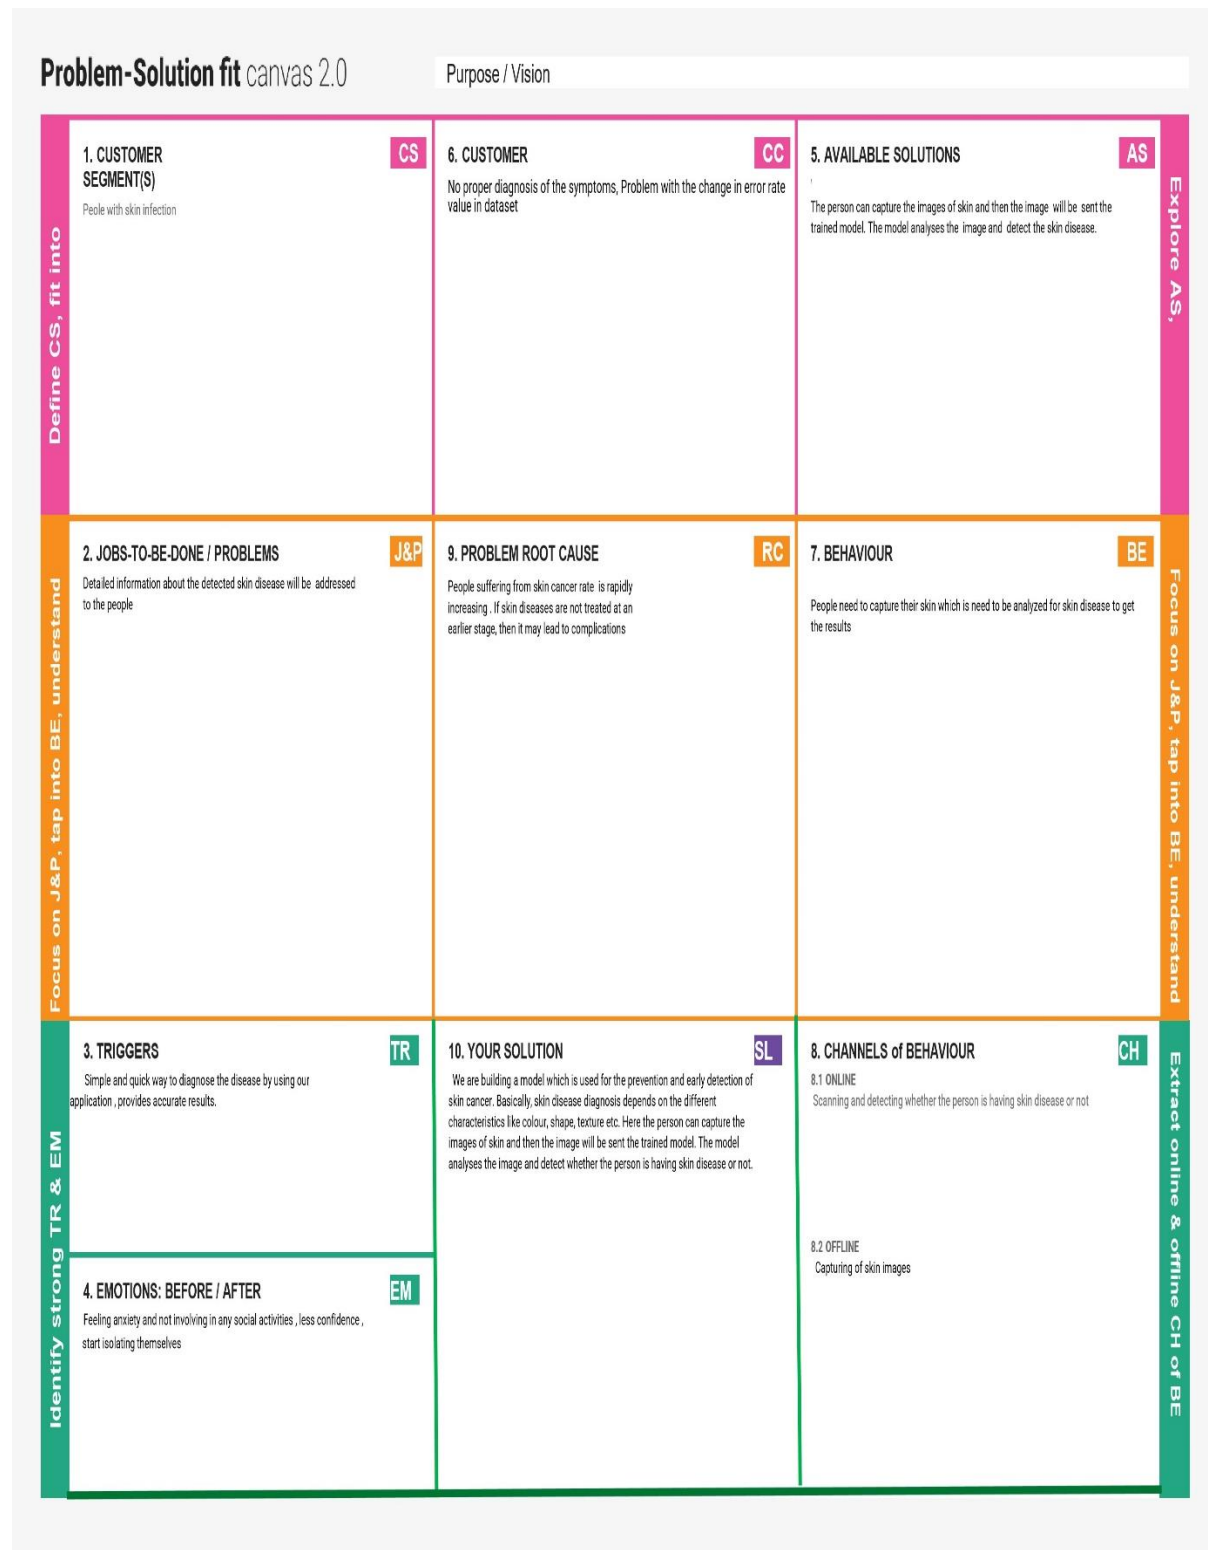 Problem-Solution fit canvas 2.0
Purpose / Vision
Define CS, fit into
1. CUSTOMER
SEGMENT(S)
CS
Peole with skin infection
6. CUSTOMER
CC
No proper diagnosis of the symptoms, Problem with the change in error rate
value in dataset
5. AVAILABLE SOLUTIONS
AS
The person can capture the images of skin and then the image will be sent the
trained model. The model analyses the image and detect the skin disease.
Explore AS,
Focus on J&P, tap into BE, understand
2. JOBS-TO-BE-DONE / PROBLEMS
J&P
Detailed information about the detected skin disease will be addressed
to the people
9. PROBLEM ROOT CAUSE
RC
People suffering from skin cancer rate is rapidly
increasing . If skin diseases are not treated at an
earlier stage, then it may lead to complications
7. BEHAVIOUR
BE
People need to capture their skin which is need to be analyzed for skin disease to get
the results
Focus on J&P, tap into BE, understand
Identify strong TR & EM
3. TRIGGERS
TR
Simple and quick way to diagnose the disease by using our
application , provides accurate results.
4. EMOTIONS: BEFORE / AFTER
EM
Feeling anxiety and not involving in any social activities , less confidence ,
start isolating themselves
10. YOUR SOLUTION
SL
We are building a model which is used for the prevention and early detection of
skin cancer. Basically, skin disease diagnosis depends on the different
characteristics like colour, shape, texture etc. Here the person can capture the
images of skin and then the image will be sent the trained model. The model
analyses the image and detect whether the person is having skin disease or not.
8. CHANNELS of BEHAVIOUR
CH
8.1 ONLINE
Scanning and detecting whether the person is having skin disease or not
8.2 OFFLINE
Capturing of skin images
Extract online & offline CH of BE